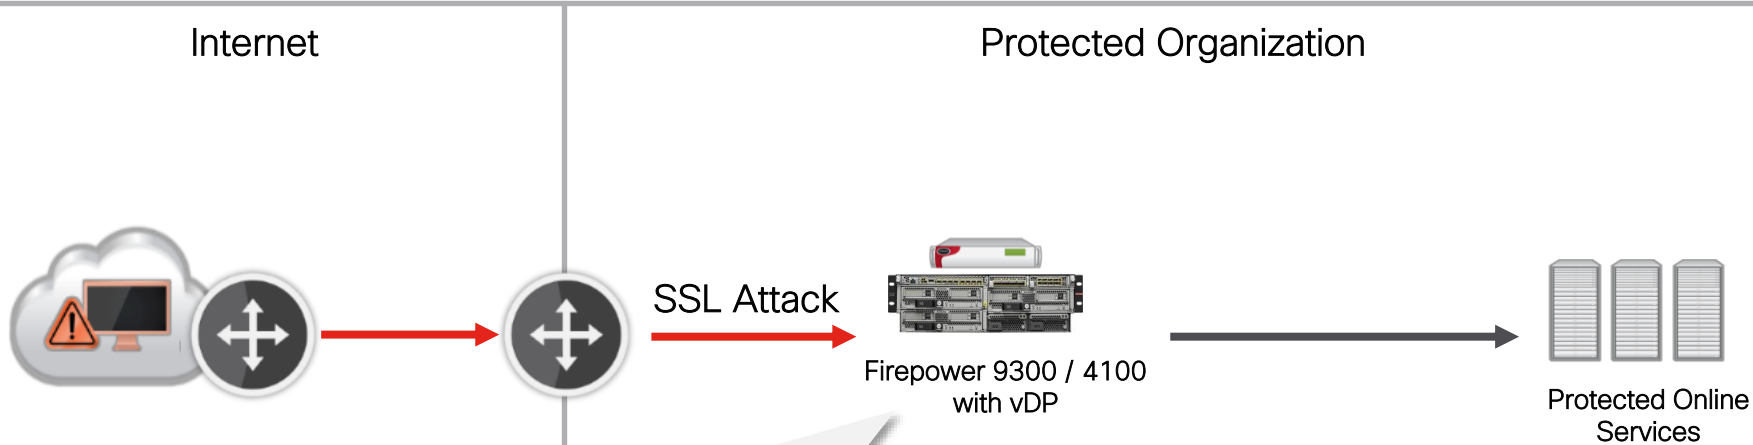 Internet
Protected Organization
SSL Attack
Firepower 9300 / 4100
with vDP
Protected Online
Services